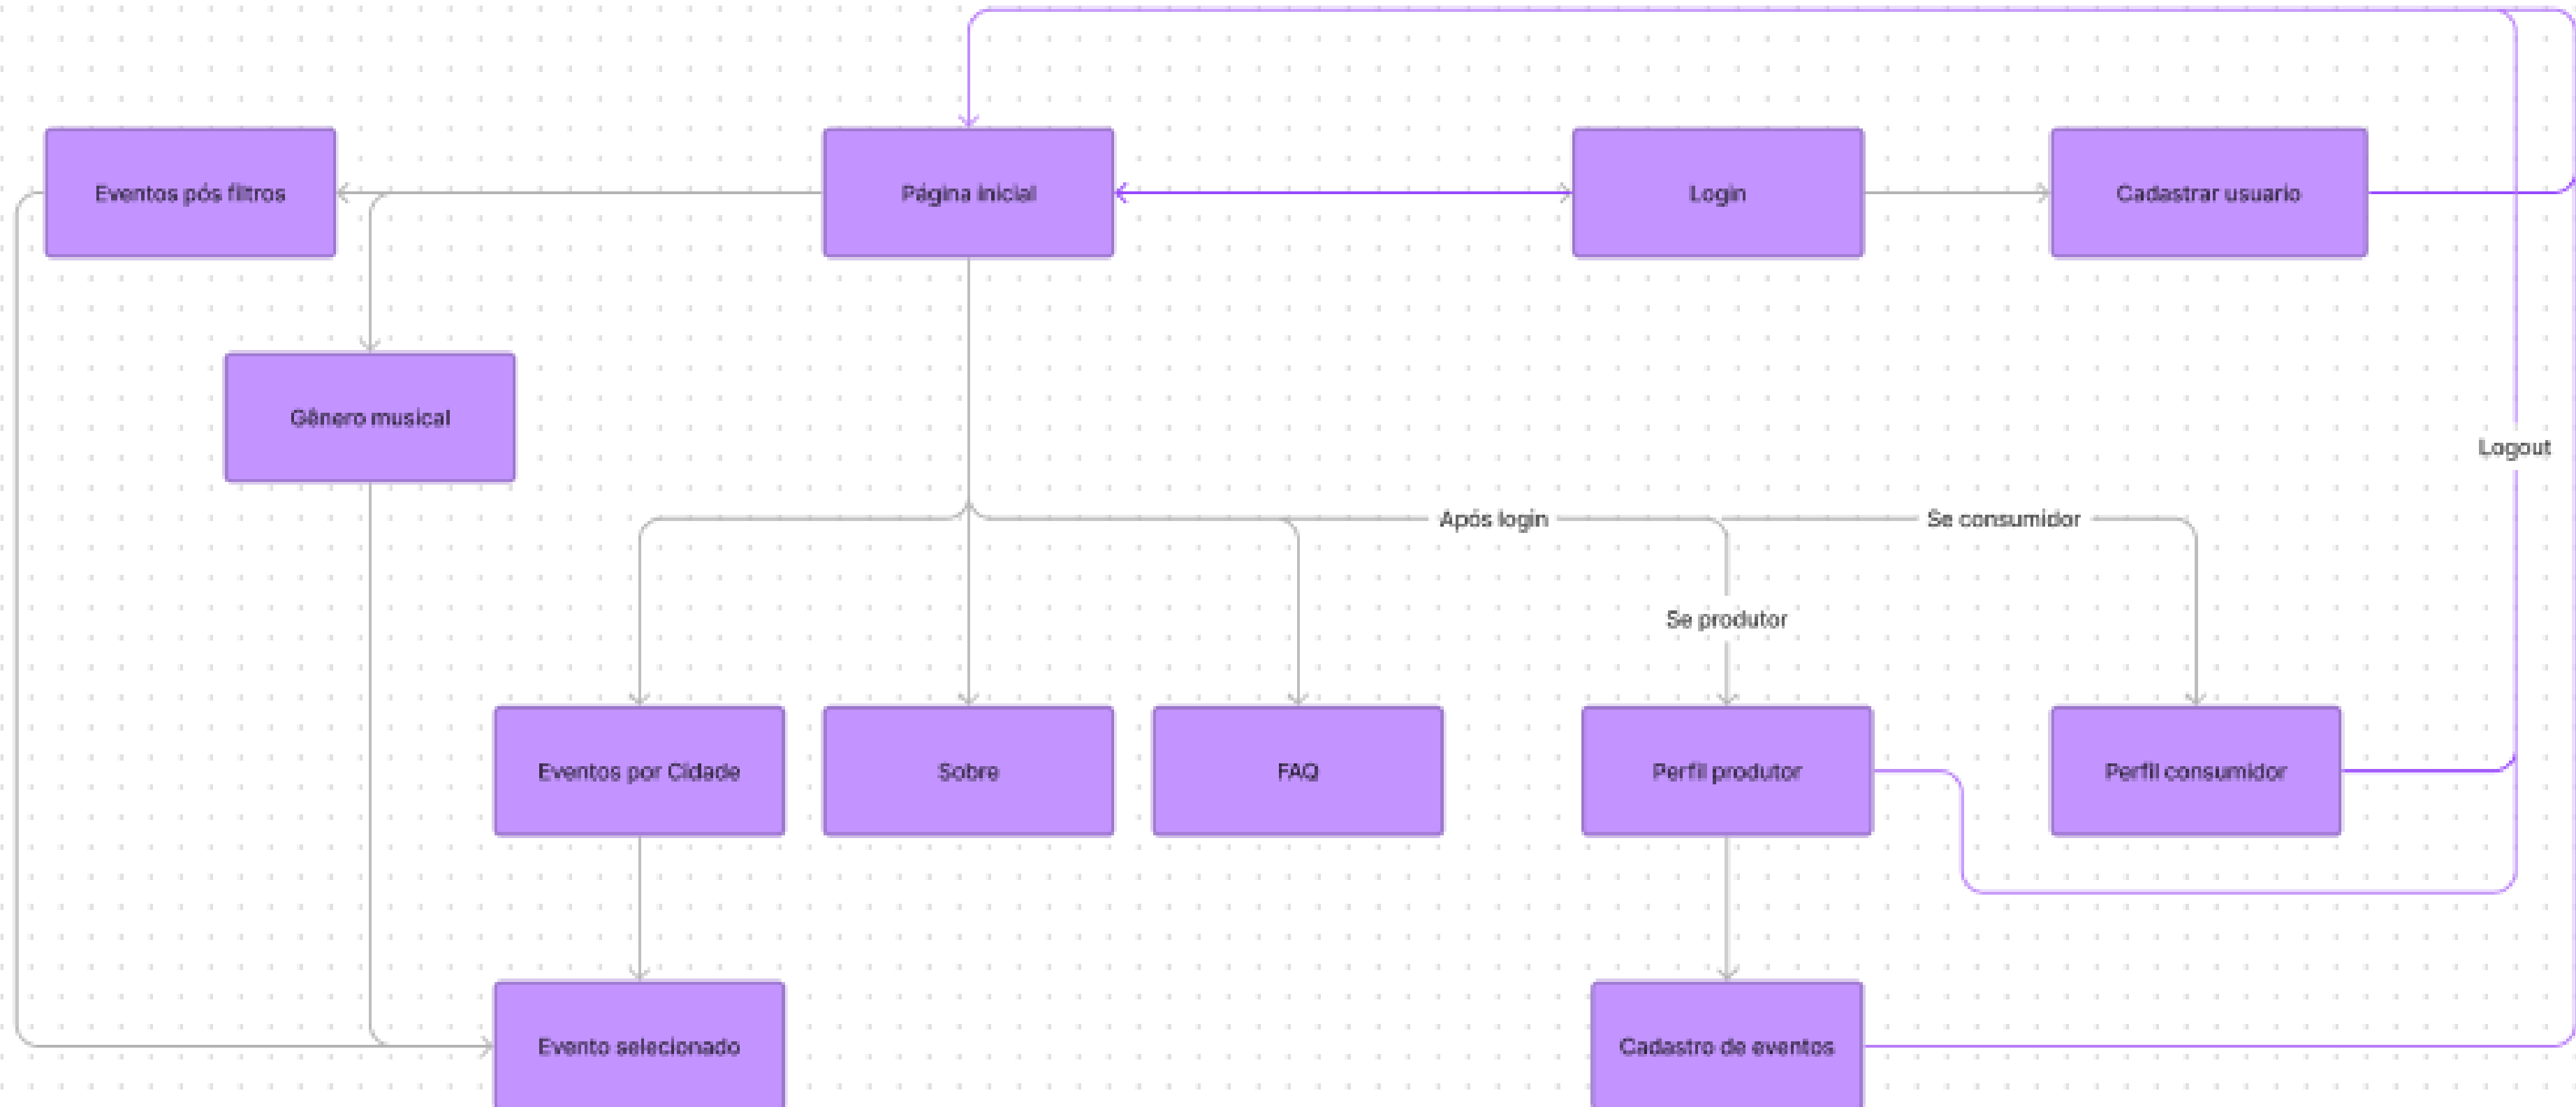 Eventos pós filtros
Página inicial
Login
Cadastrar usuario
Gênero musical
Logout
Após login
Se consumidor
Se produtor
Eventos por Cidade
Sobre
FAQ
Perfil produtor
Perfil consumidor
Evento selecionado
Cadastro de eventos